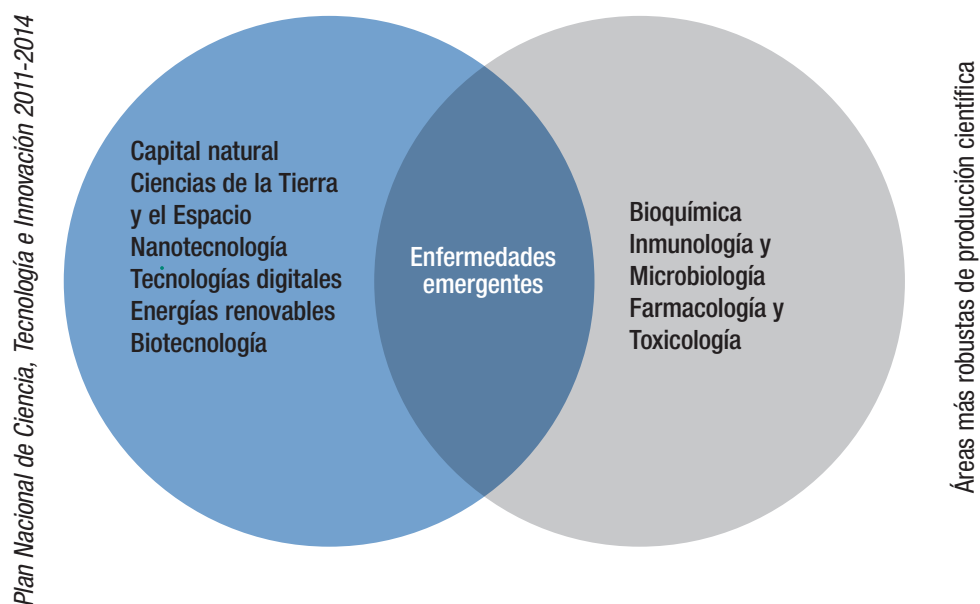 Plan Nacional de Ciencia, Tecnología e Innovación 2011-2014
Capital natural
Ciencias de la Tierra
y el Espacio
Nanotecnología
Tecnologías digitales
Energías renovables
Biotecnología
Enfermedades
emergentes
Bioquímica
Inmunología y
Microbiología
Farmacología y
Toxicología
Áreas más robustas de producción científica